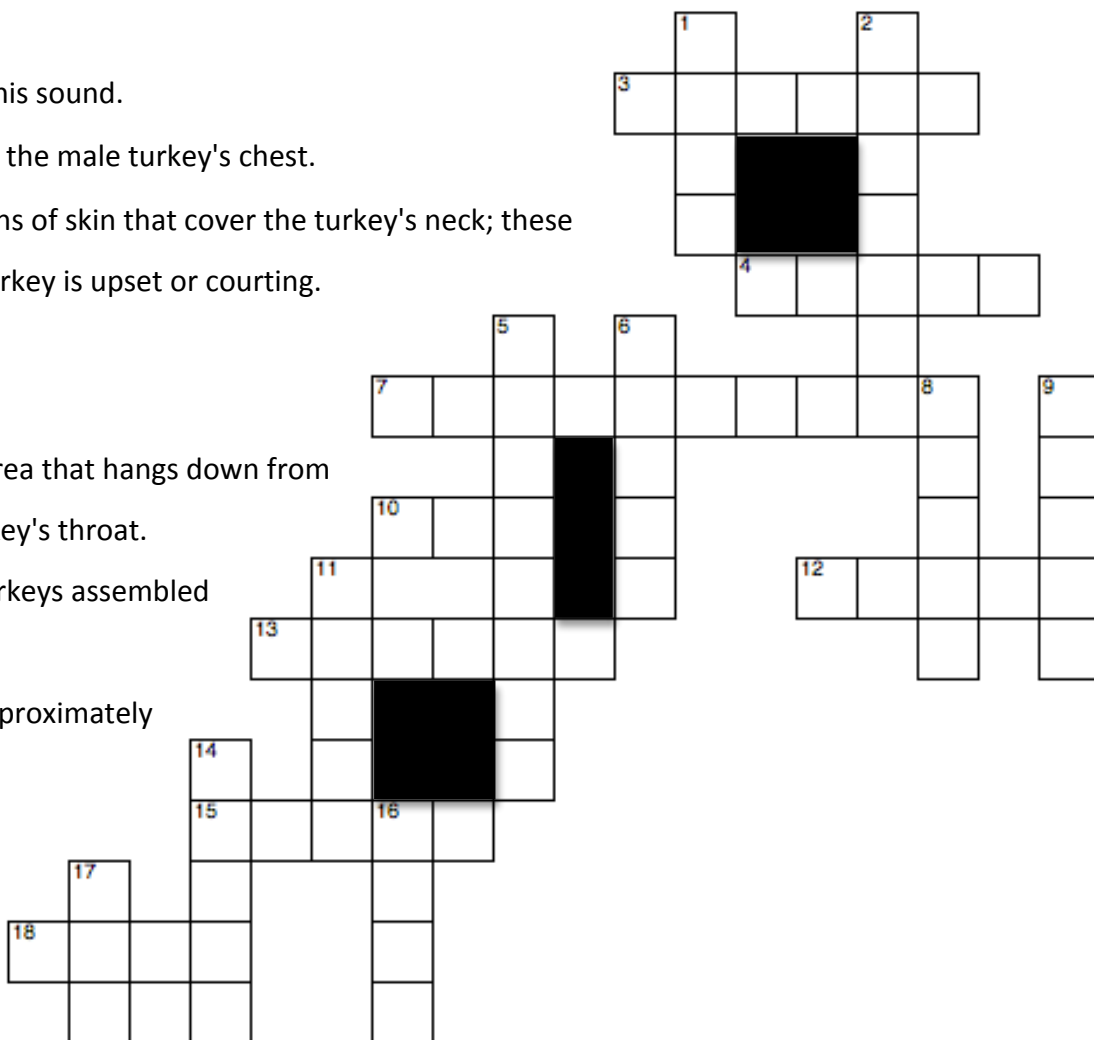 1 2
his sound.
3
the male turkey's chest.
ns of skin that cover the turkey's neck; these
rkey is upset or courting.
4
5 6
7 8 9
rea that hangs down from
10
ey's throat.
11 12
rkeys assembled
13
proximately
14
15 16
17
18